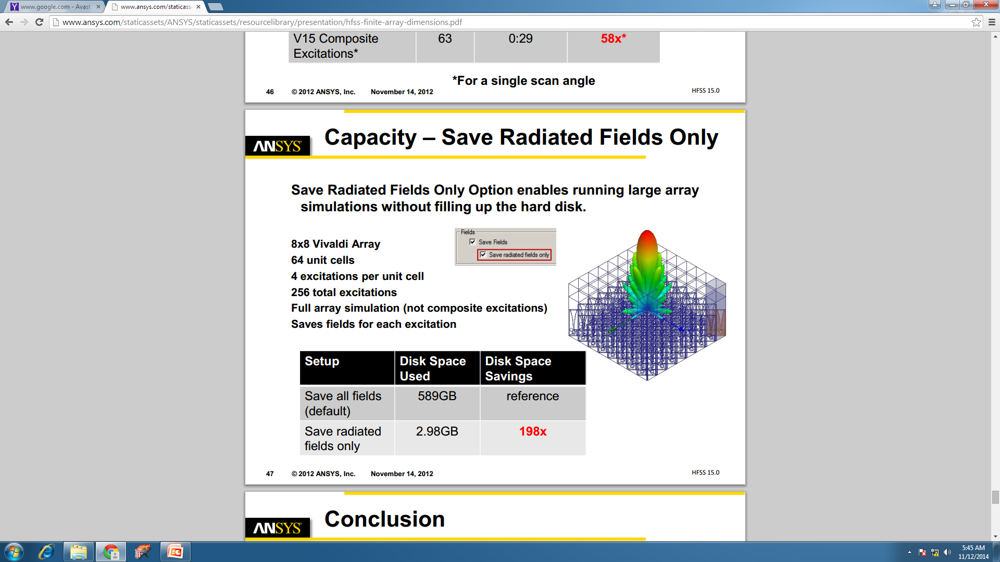 www.google.com - Avast
www.ansys.com/staticass
www.ansys.com/staticassets/ANSYS/staticassets/resourcelibrary/presentation/hfss-finite-array-dimensions.pdf
V15 Composite Excitations* 63 0:29 58x*
*For a single scan angle
46 © 2012 ANSYS, Inc. November 14, 2012 HFSS 15.0
ANSYS®
Capacity – Save Radiated Fields Only
Save Radiated Fields Only Option enables running large array
simulations without filling up the hard disk.
Fields
Save Fields
Save radiated fields only
8x8 Vivaldi Array
64 unit cells
4 excitations per unit cell
256 total excitations
Full array simulation (not composite excitations)
Saves fields for each excitation
Setup Disk Space Used Disk Space Savings
Save all fields (default) 589GB reference
Save radiated fields only 2.98GB 198x
47 © 2012 ANSYS, Inc. November 14, 2012 HFSS 15.0
ANSYS®
Conclusion
5:45 AM
11/12/2014